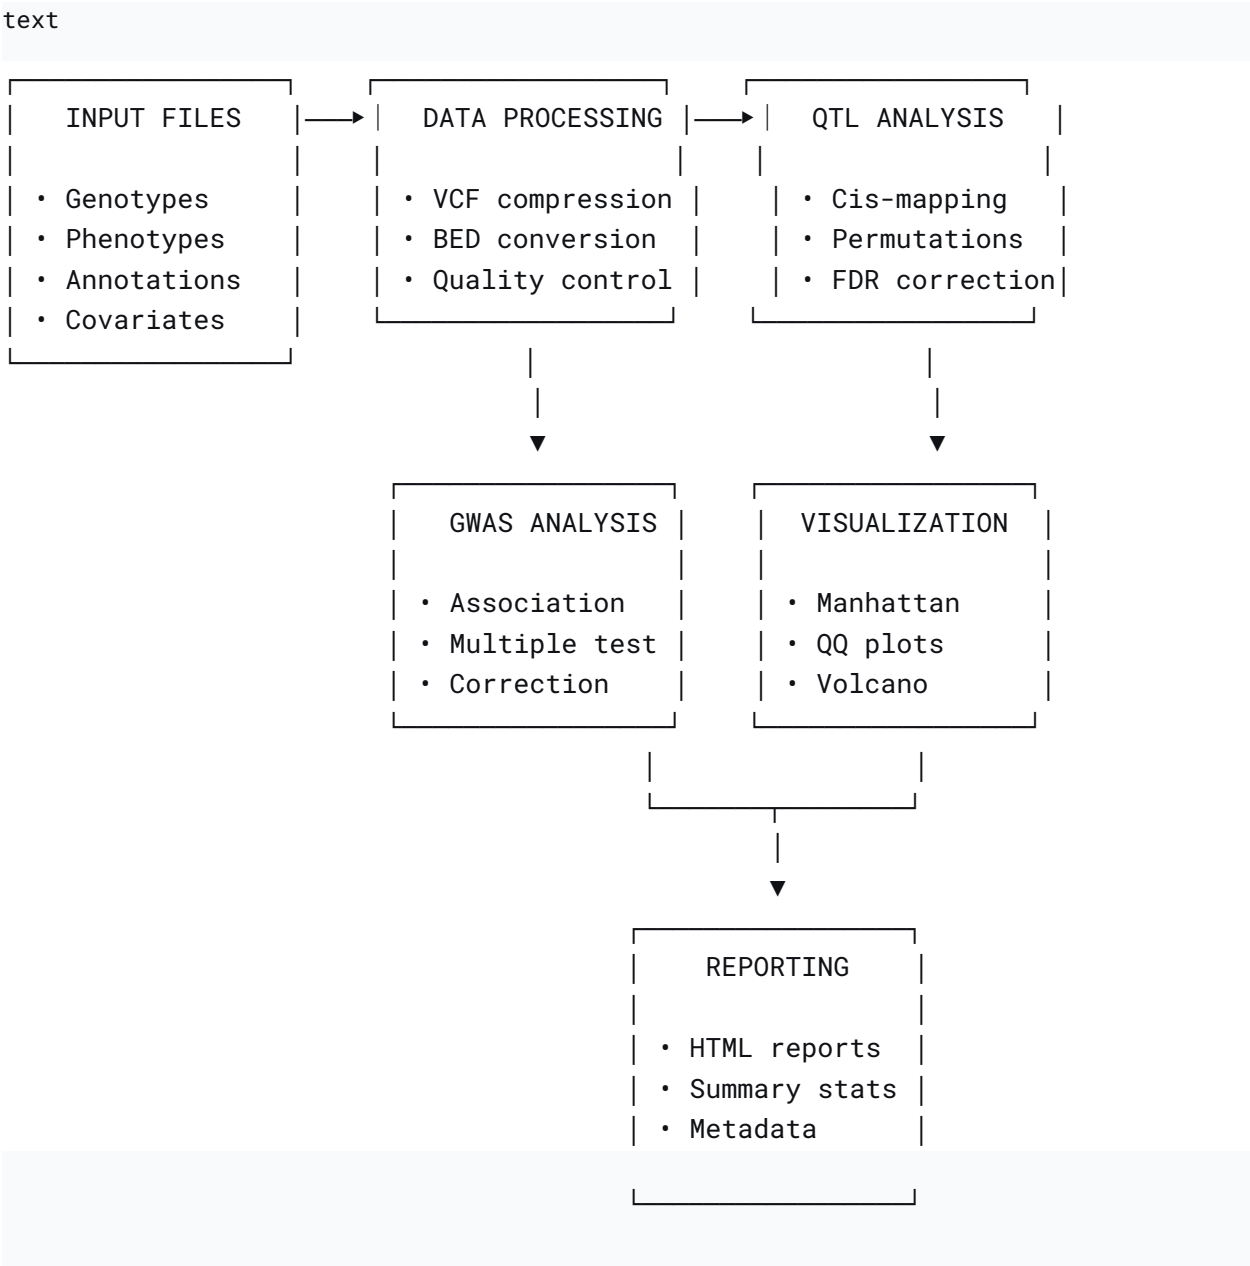 text
INPUT FILES
• Genotypes
• Phenotypes
• Annotations
• Covariates
DATA PROCESSING
• VCF compression
• BED conversion
• Quality control
QTL ANALYSIS
• Cis-mapping
• Permutations
• FDR correction
GWAS ANALYSIS
• Association
• Multiple test
• Correction
VISUALIZATION
• Manhattan
• QQ plots
• Volcano
REPORTING
• HTML reports
• Summary stats
• Metadata